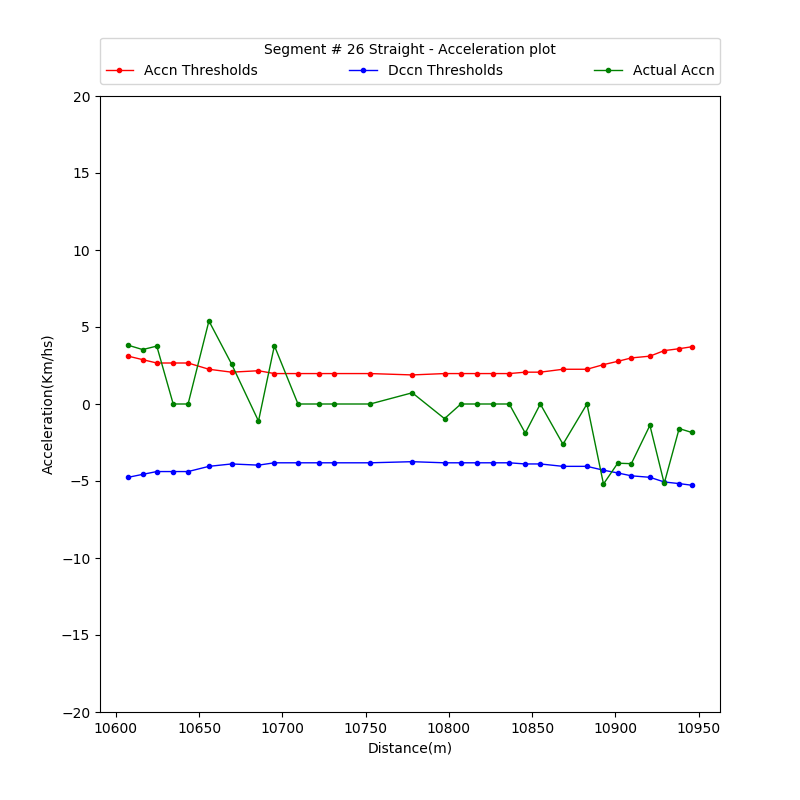 Segment # 26 Straight - Acceleration plot
Accn Thresholds Dccn Thresholds Actual Accn
20
15
10
5
0
−5
−10
−15
−20
Acceleration(Km/hs)
10600 10650 10700 10750 10800 10850 10900 10950
Distance(m)